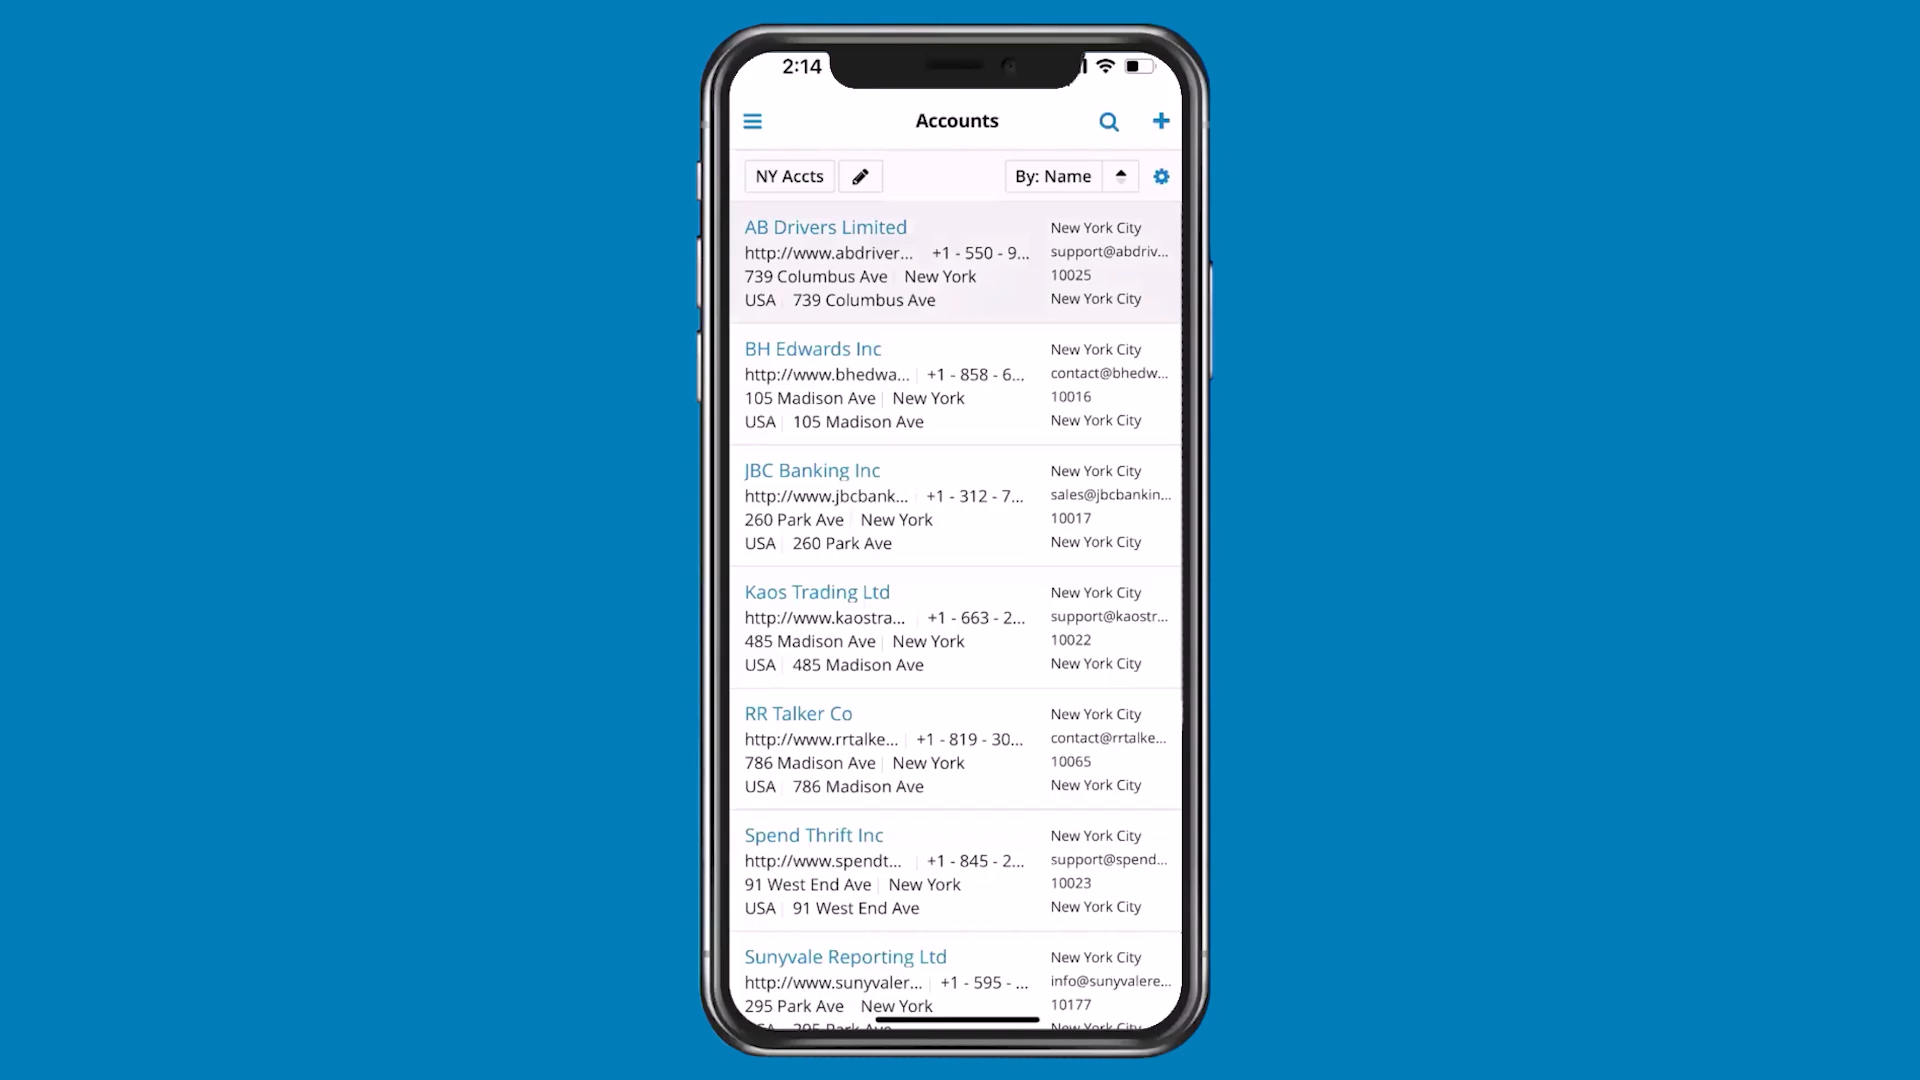 2:14
Accounts
NY Accts By: Name
AB Drivers Limited New York City
http://www.abdriver... +1 - 550 - 9... support@abdriv...
739 Columbus Ave New York 10025
USA 739 Columbus Ave New York City
BH Edwards Inc New York City
http://www.bhedwa... +1 - 858 - 6... contact@bhedw...
105 Madison Ave New York 10016
USA 105 Madison Ave New York City
JBC Banking Inc New York City
http://www.jbcbank... +1 - 312 - 7... sales@jbcbankin...
260 Park Ave New York 10017
USA 260 Park Ave New York City
Kaos Trading Ltd New York City
http://www.kaostra... +1 - 663 - 2... support@kaostr...
485 Madison Ave New York 10022
USA 485 Madison Ave New York City
RR Talker Co New York City
http://www.rrtalke... +1 - 819 - 30... contact@rrtalke...
786 Madison Ave New York 10065
USA 786 Madison Ave New York City
Spend Thrift Inc New York City
http://www.spendt... +1 - 845 - 2... support@spend...
91 West End Ave New York 10023
USA 91 West End Ave New York City
Sunyvale Reporting Ltd New York City
http://www.sunyvaler... +1 - 595 - ... info@sunyvalere...
295 Park Ave New York 10177
295 Park Ave New York City